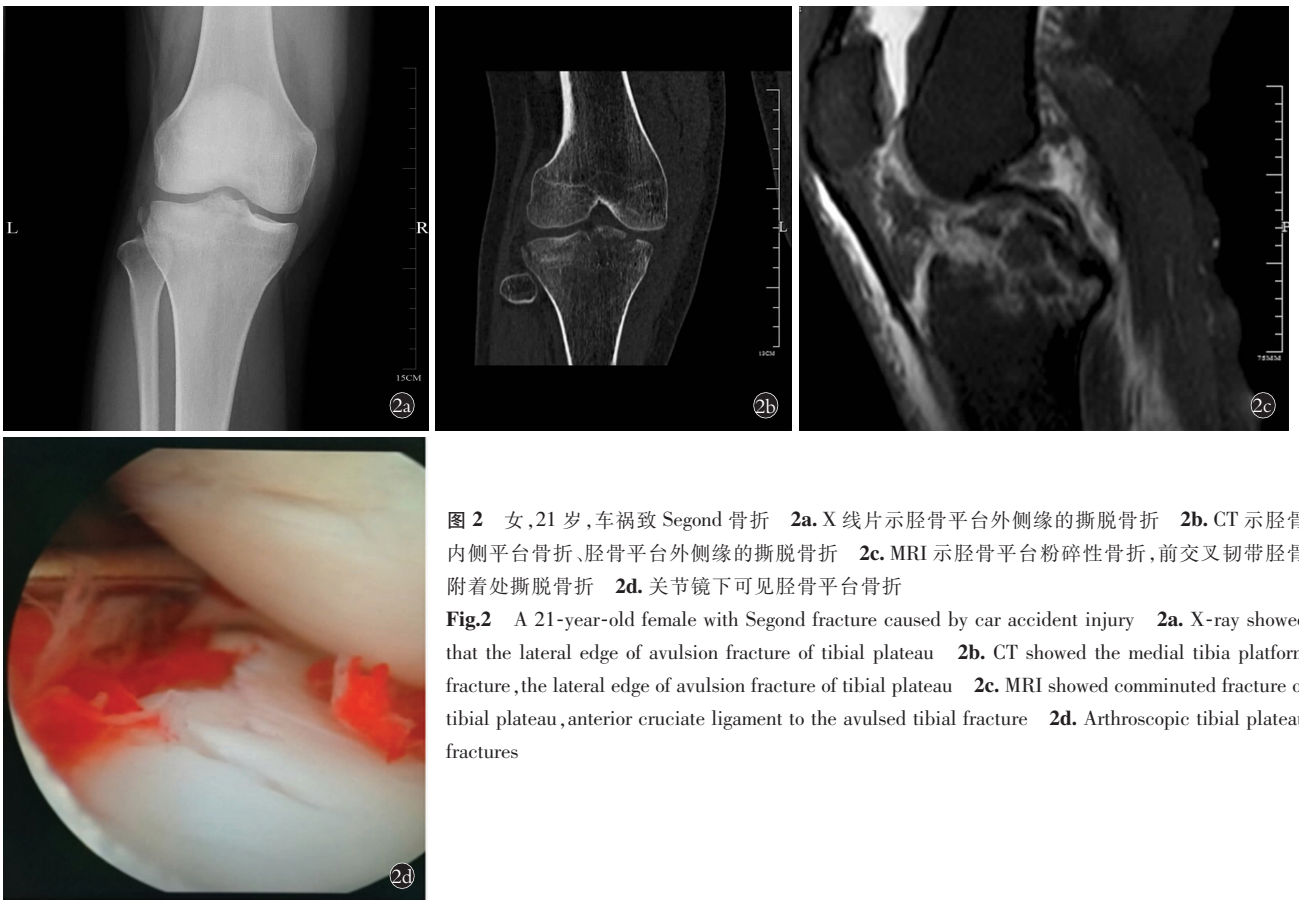 L
R
15CM
2a
L
2b
75MM
2c
2d
图 2 女,21 岁,车祸致 Segond 骨折 2a. X 线片示胫骨平台外侧缘的撕脱骨折 2b. CT 示胫骨
内侧平台骨折、胫骨平台外侧缘的撕脱骨折 2c. MRI 示胫骨平台粉碎性骨折,前交叉韧带胫骨
附着处撕脱骨折 2d. 关节镜下可见胫骨平台骨折
Fig.2 A 21-year-old female with Segond fracture caused by car accident injury 2a. X-ray showe
that the lateral edge of avulsion fracture of tibial plateau 2b. CT showed the medial tibia platfor
fracture,the lateral edge of avulsion fracture of tibial plateau 2c. MRI showed comminuted fracture o
tibial plateau,anterior cruciate ligament to the avulsed tibial fracture 2d. Arthroscopic tibial platea
fractures